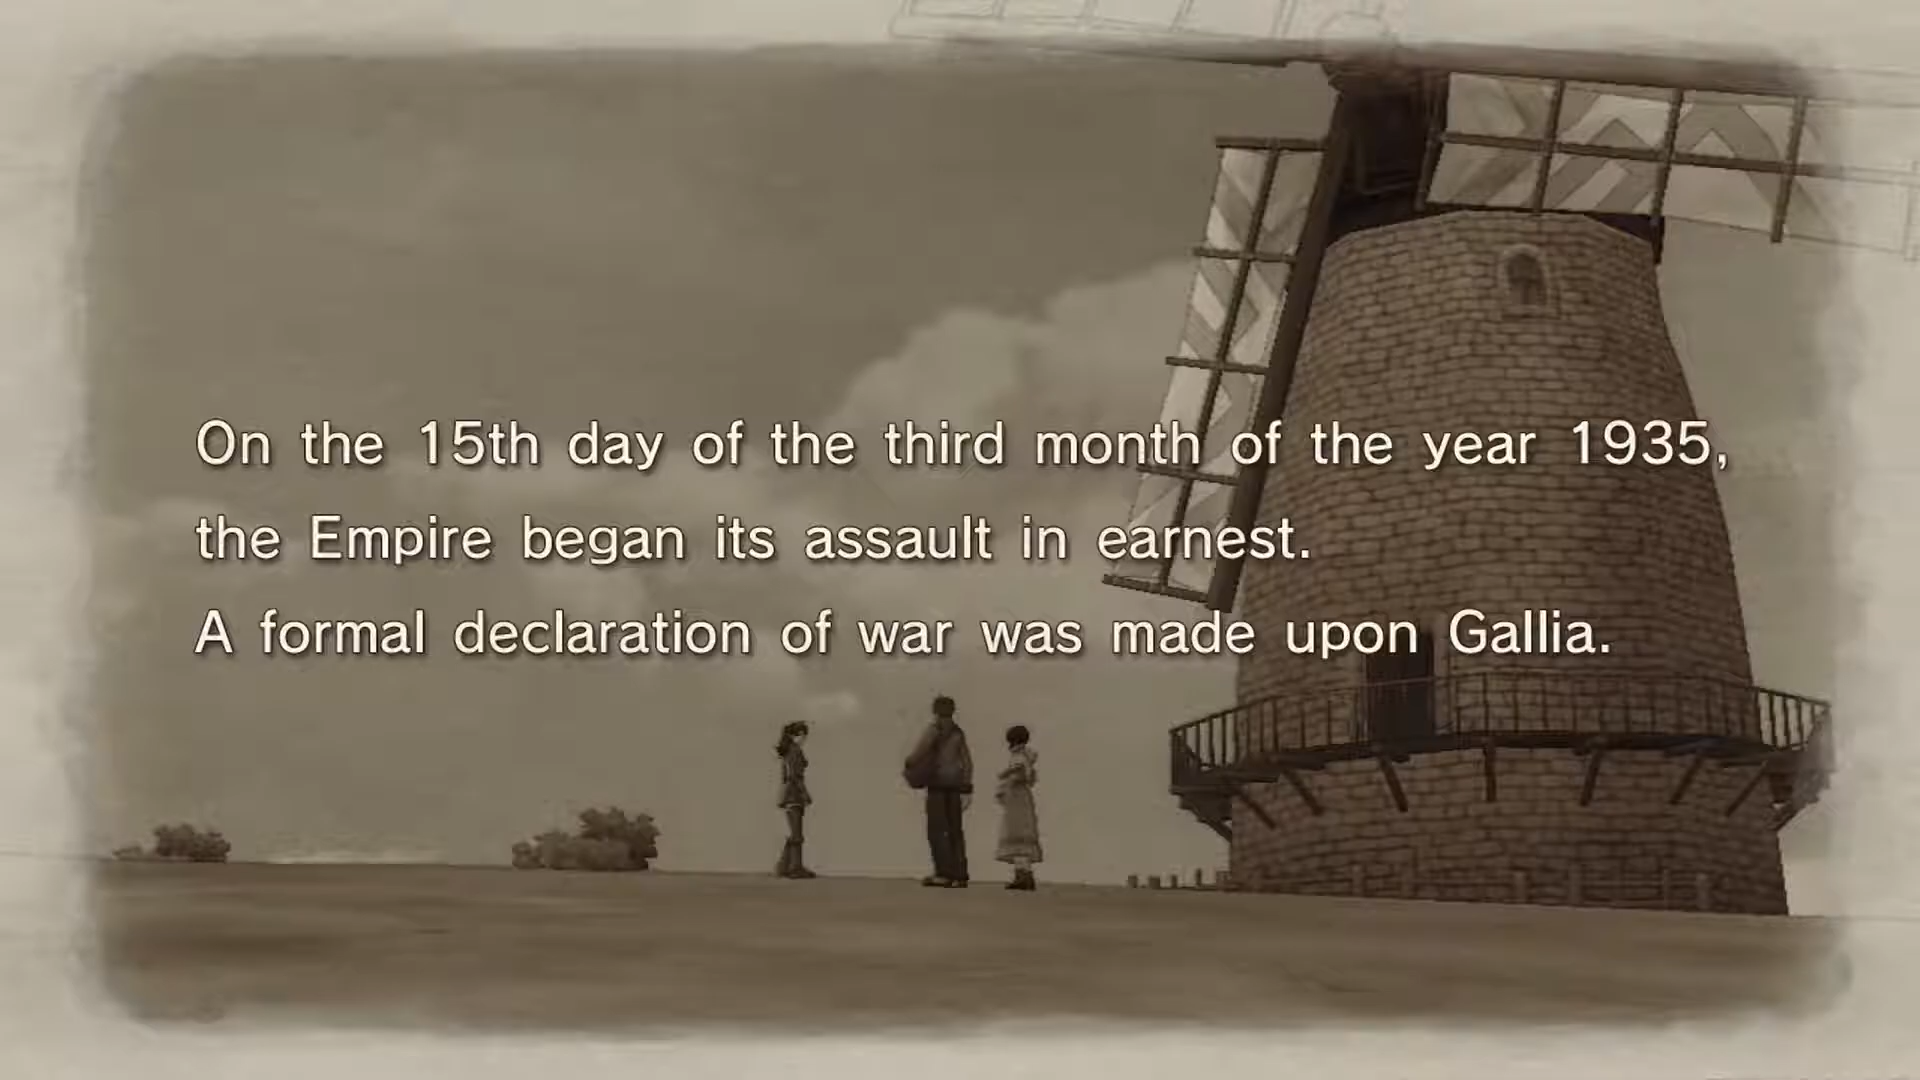 On the 15th day of the third month of the year 1935,
the Empire began its assault in earnest.
A formal declaration of war was made upon Gallia.